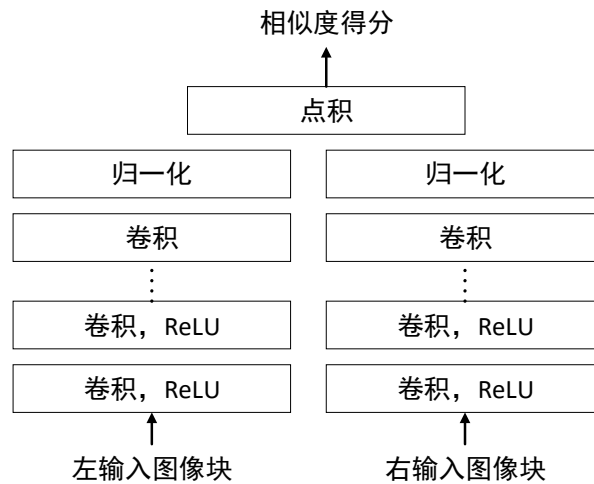 相似度得分
点积
归一化 归一化
卷积 卷积
卷积，ReLU 卷积，ReLU
卷积，ReLU 卷积，ReLU
左输入图像块 右输入图像块